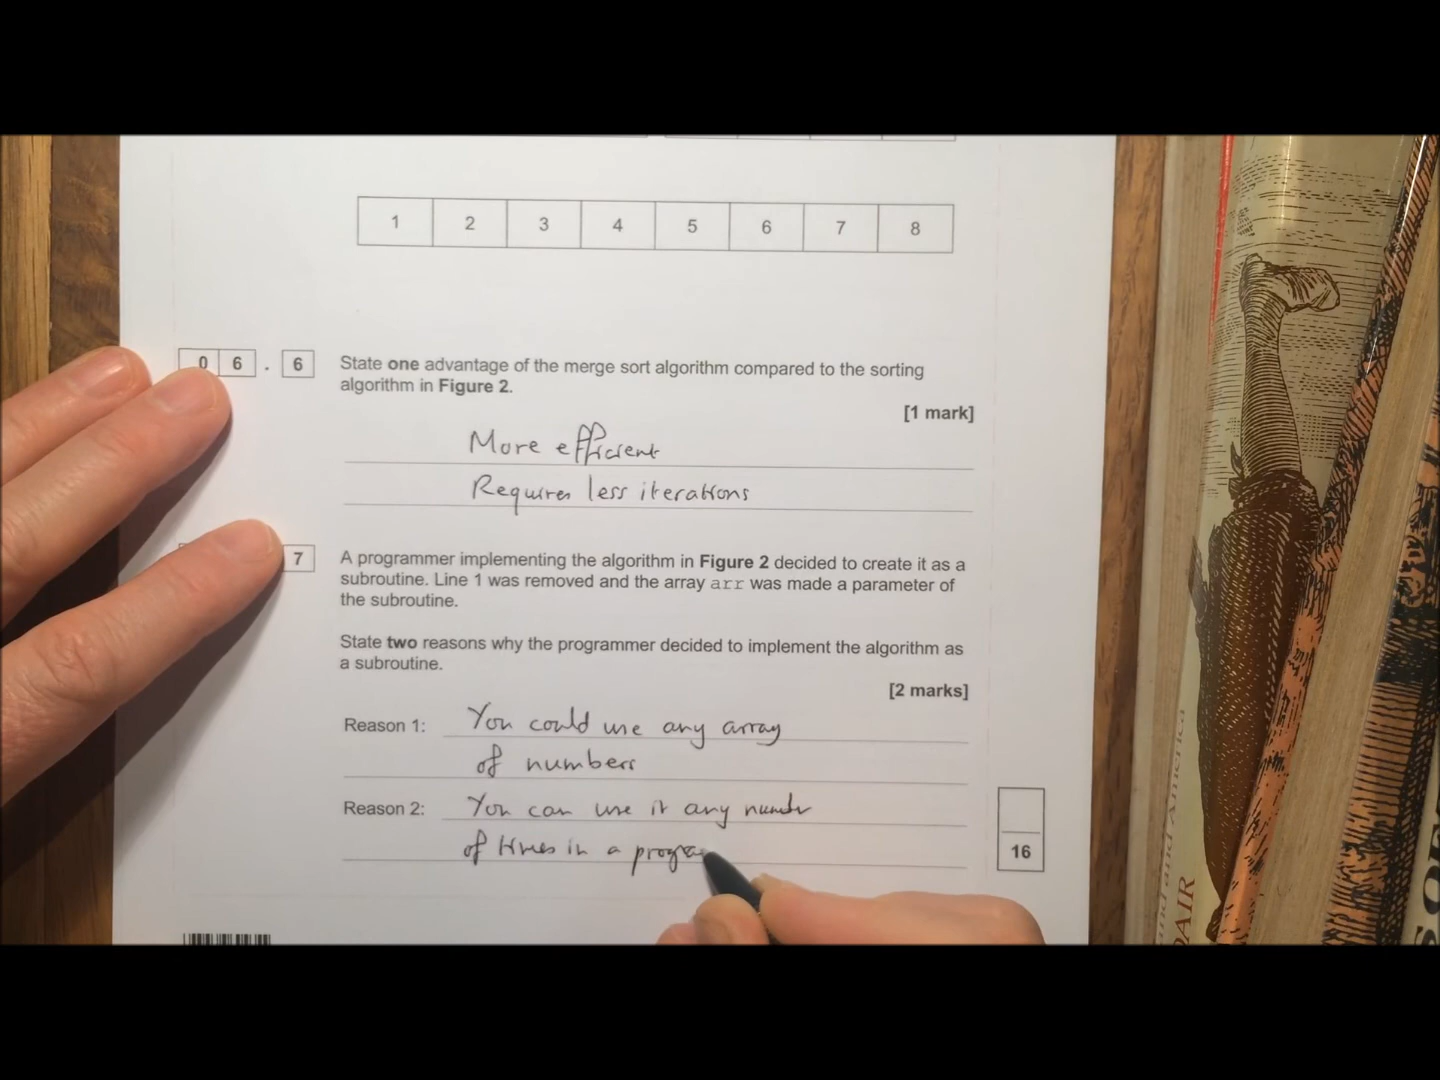 1 2 3 4 5 6 7 8
0 6 . 6 State one advantage of the merge sort algorithm compared to the sorting
algorithm in Figure 2.
[1 mark]
More efficient
Requires less iterations
7 A programmer implementing the algorithm in Figure 2 decided to create it as a
subroutine. Line 1 was removed and the array arr was made a parameter of
the subroutine.
State two reasons why the programmer decided to implement the algorithm as
a subroutine.
[2 marks]
Reason 1: You could use any array
of numbers
Reason 2: You can use it any number
of times in a progra
16
and America
DAIR